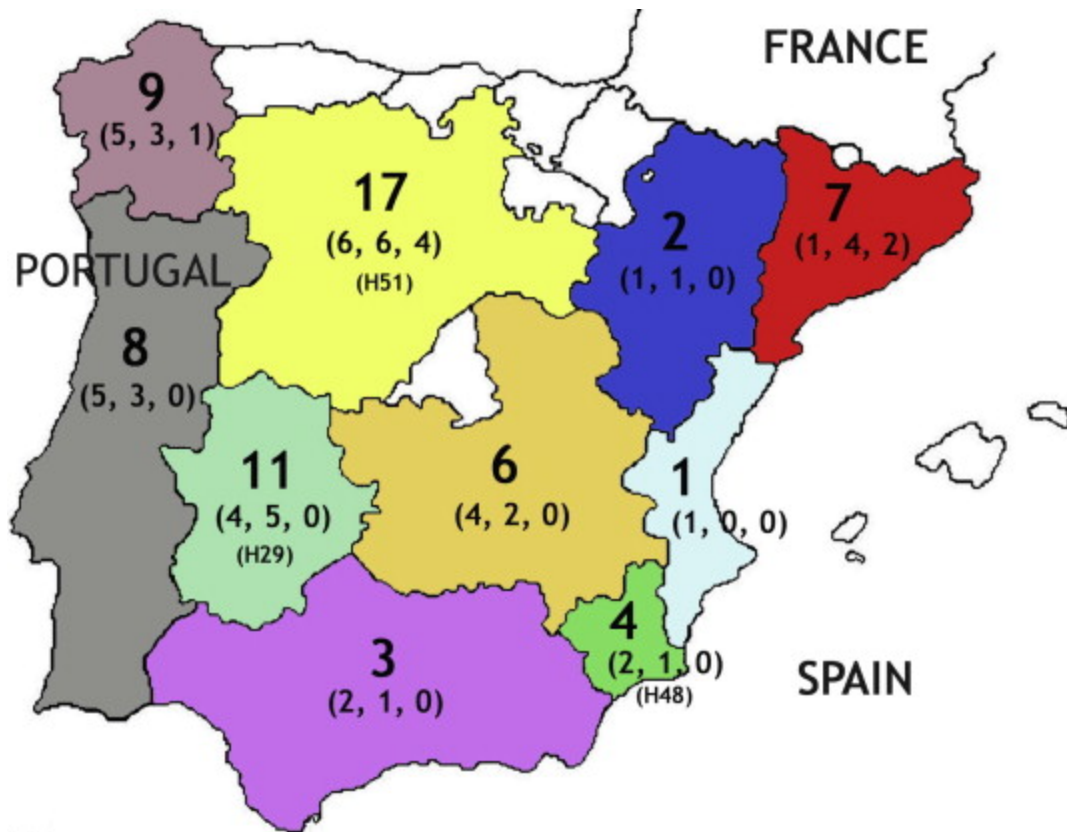 FRANCE
9
(5, 3, 1)
17
(6, 6, 4)
(H51)
2
(1, 1, 0)
7
(1, 4, 2)
PORTUGAL
8
(5, 3, 0)
11
(4, 5, 0)
(H29)
6
(4, 2, 0)
1
(1, 0, 0)
3
(2, 1, 0)
4
(2, 1, 0)
(H48)
SPAIN